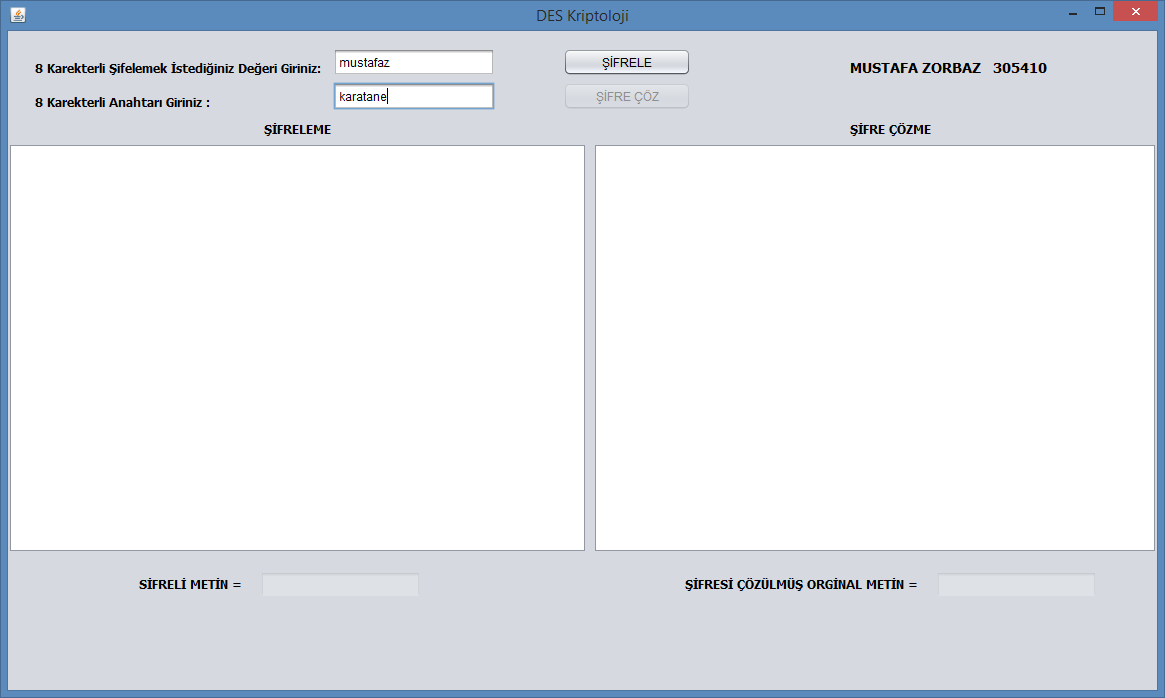 DES Kriptoloji
8 Karekterli Şifelemek İstediğiniz Değeri Giriniz: mustafaz ŞİFRELE MUSTAFA ZORBAZ 305410
8 Karekterli Anahtarı Giriniz : karatane ŞİFRE ÇÖZ
ŞİFRELEME ŞİFRE ÇÖZME
SİFRELİ METİN = ŞİFRESİ ÇÖZÜLMÜŞ ORGİNAL METİN =